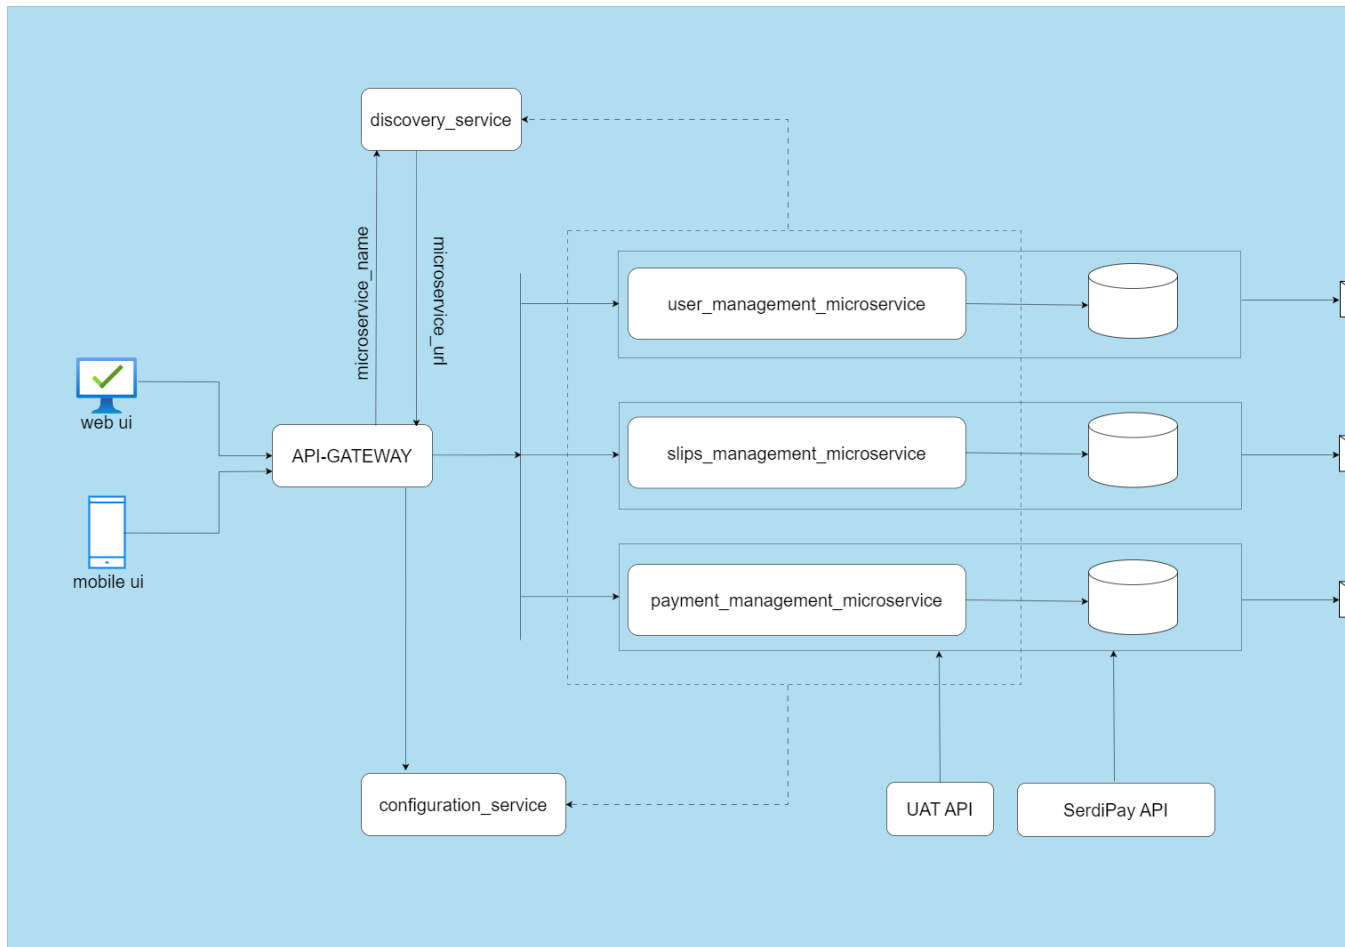 discovery_service
microservice_name
microservice_url
web ui
API-GATEWAY
mobile ui
user_management_microservice
slips_management_microservice
payment_management_microservice
configuration_service
UAT API
SerdiPay API